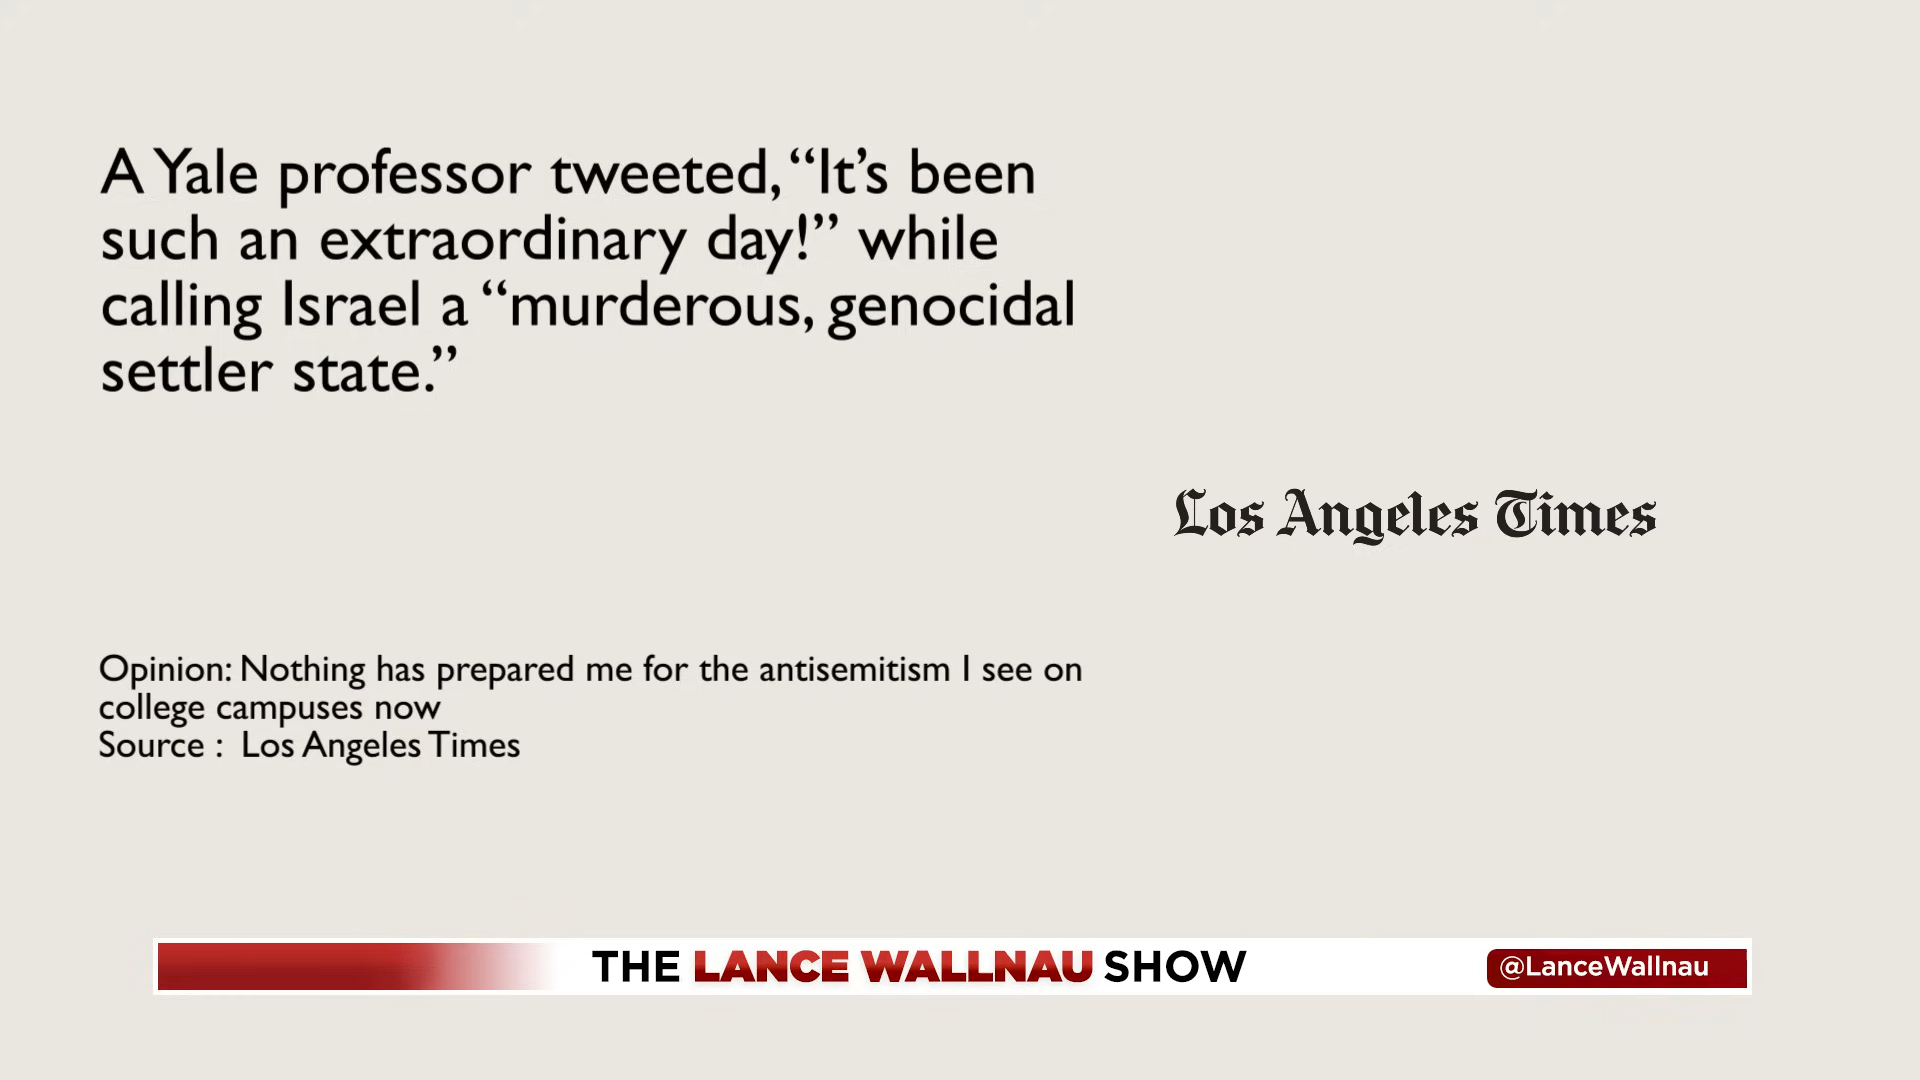 A Yale professor tweeted, “It’s been
such an extraordinary day!” while
calling Israel a “murderous, genocidal
settler state.”
Los Angeles Times
Opinion: Nothing has prepared me for the antisemitism I see on
college campuses now
Source : Los Angeles Times
THE LANCE WALLNAU SHOW
@LanceWallnau